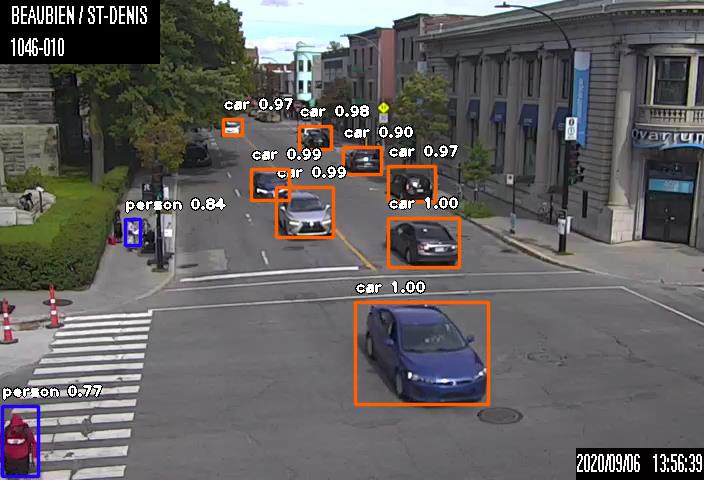 BEAUBIEN / ST-DENIS
1046-010
car 0.97
car 0.98
car 0.90
car 0.99
car 0.97
0.99
person 0.84
car 1.00
car 1.00
person 0.77
ovarium
2020/09/06 13:56:39